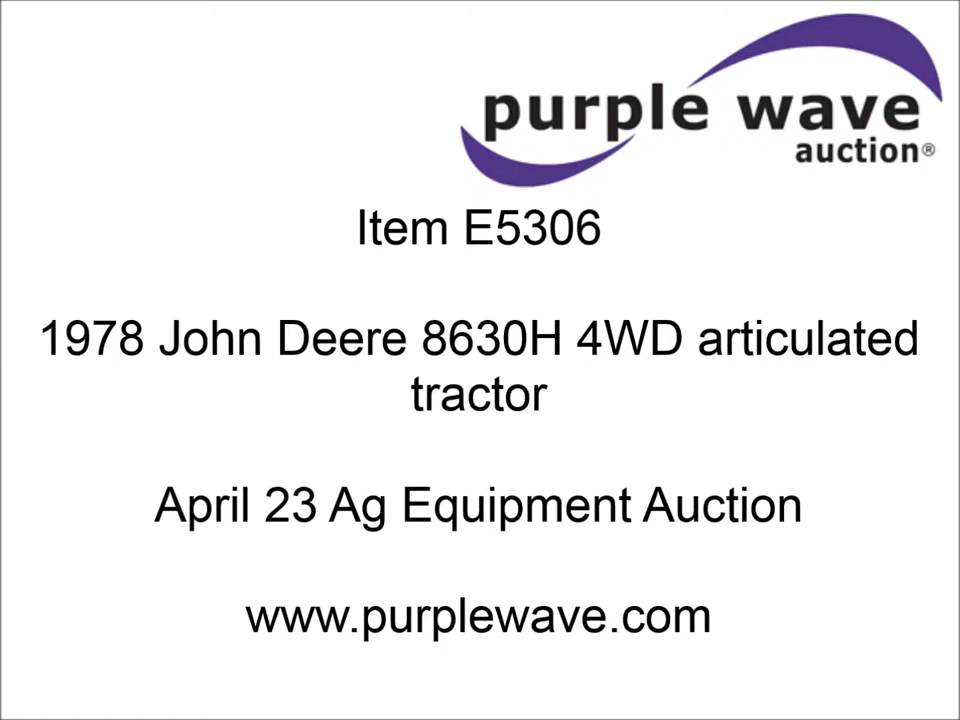 purple wave
auction®
Item E5306
1978 John Deere 8630H 4WD articulated
tractor
April 23 Ag Equipment Auction
www.purplewave.com